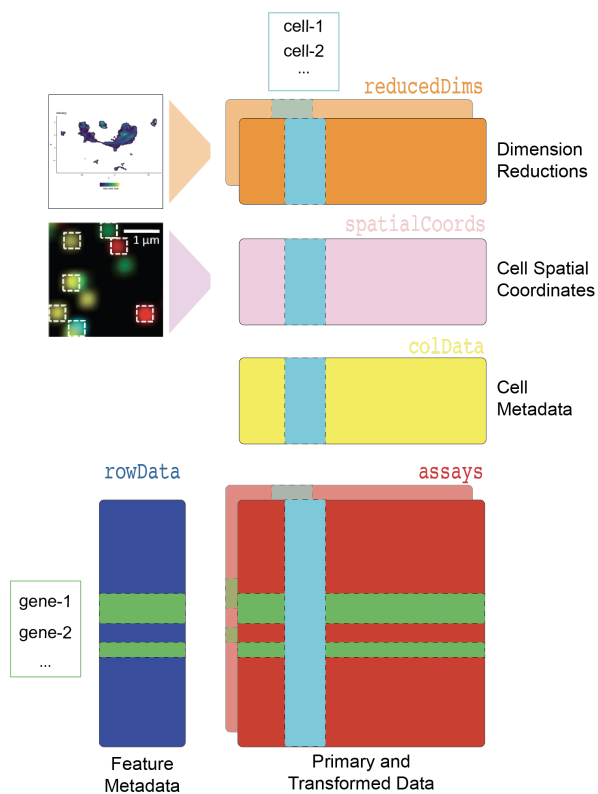 cell-1
cell-2
...
reducedDims
Dimension
Reductions
spatialCoords
1 μm
Cell Spatial
Coordinates
colData
Cell
Metadata
rowData
assays
gene-1
gene-2
...
Feature
Metadata
Primary and
Transformed Data